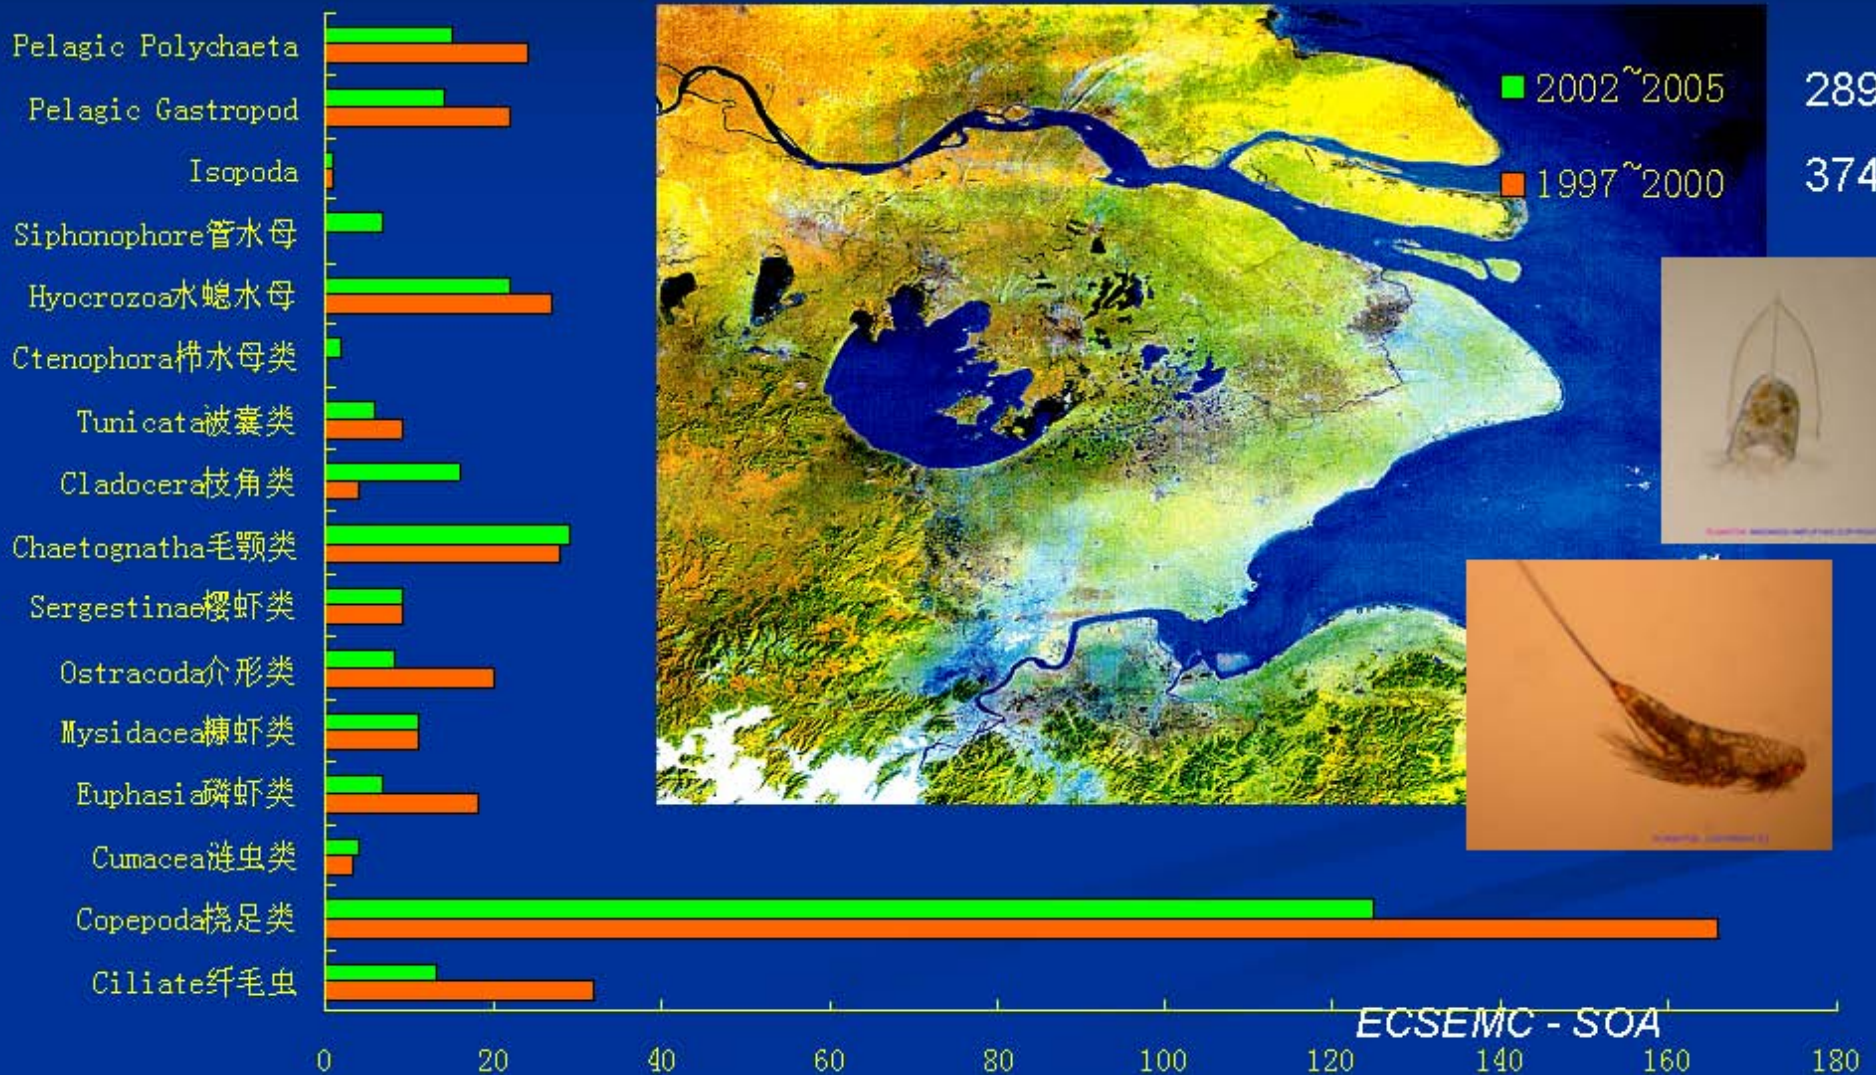 Pelagic Polychaeta
Pelagic Gastropod
Isopoda
Siphonophore管水母
Hyocrozoa水螅水母
Ctenophora栉水母类
Tunicata被囊类
Cladocera枝角类
Chaetognatha毛颚类
Sergestinae樱虾类
Ostracoda介形类
Mysidacea糠虾类
Euphasia磷虾类
Cumacea涟虫类
Copepoda桡足类
Ciliate纤毛虫
2002~2005 289
1997~2000 374
ECSEMC - SOA
0 20 40 60 80 100 120 140 160 180